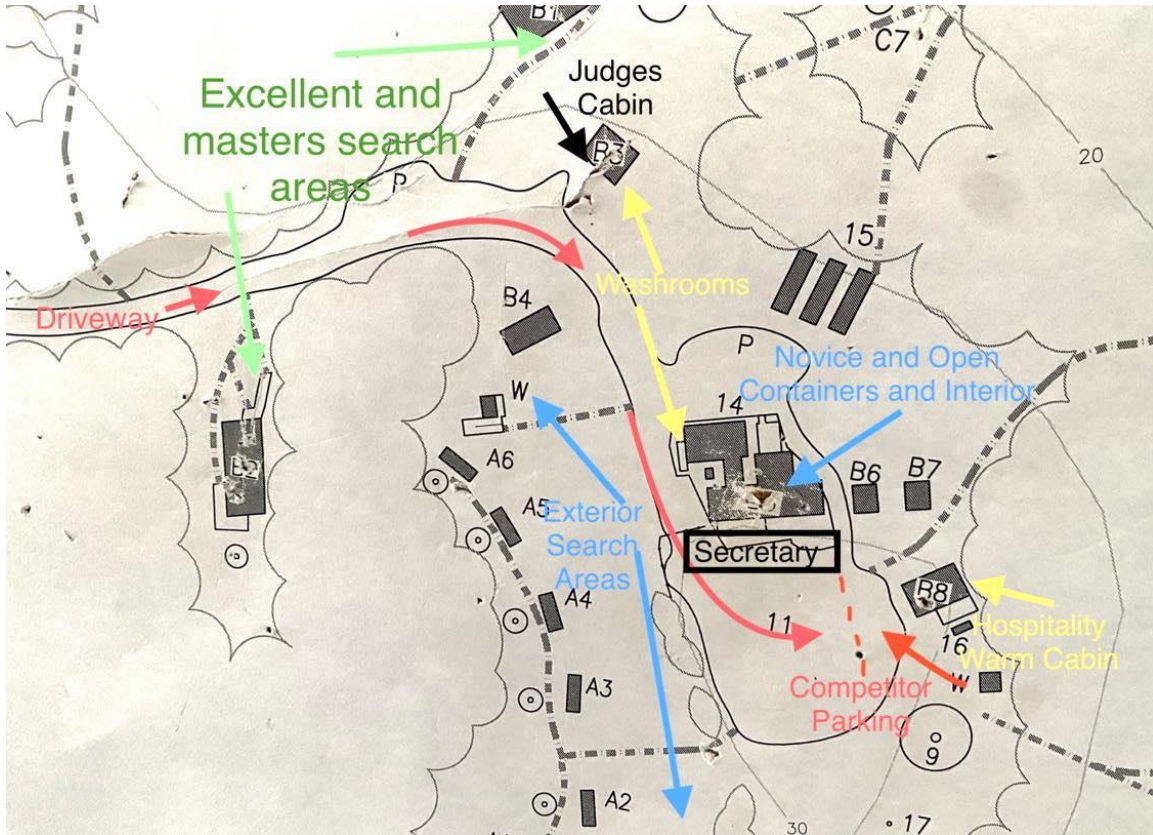 B1
C7
Judges
Cabin
Excellent and
masters search
areas
B3
20
P
15
Washrooms
Driveway
B4
P
Novice and Open
Containers and Interior
W
14
A6
B2
B6
B7
A5
Exterior
Search
Areas
Secretary
A4
B8
11
Hospitality
Warm Cabin
16
A3
W
Competitor
Parking
9
A2
30
17